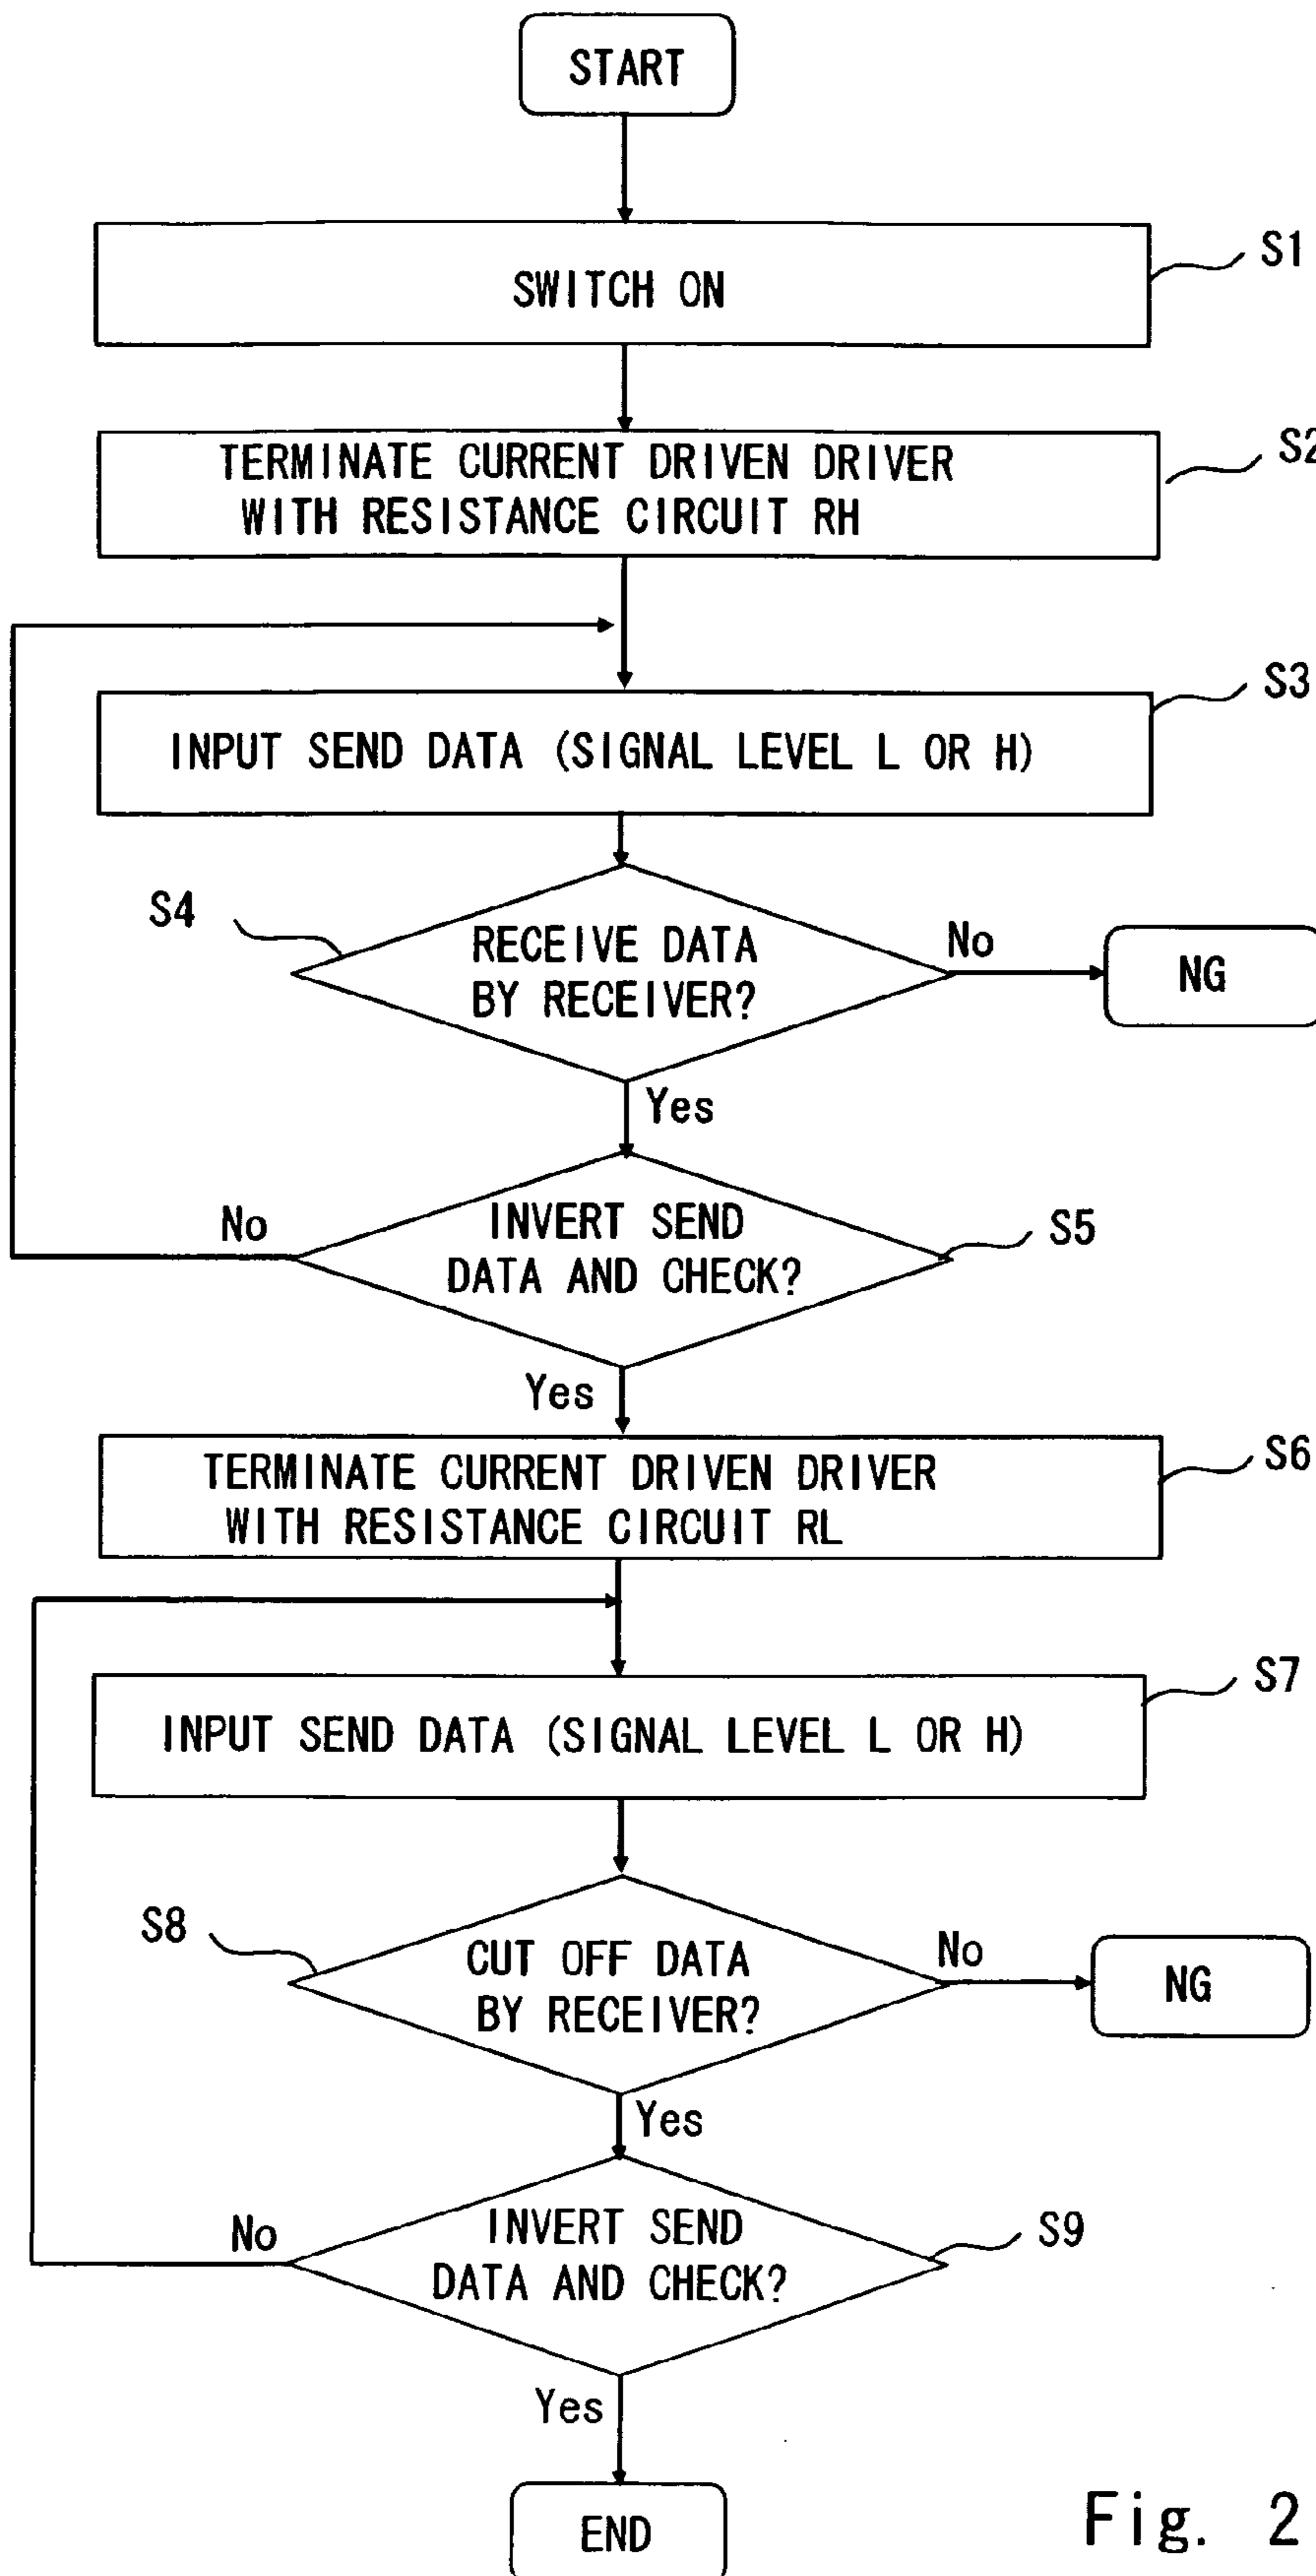 START
SWITCH ON
S1
TERMINATE CURRENT DRIVEN DRIVER
WITH RESISTANCE CIRCUIT RH
S2
INPUT SEND DATA (SIGNAL LEVEL L OR H)
S3
S4
RECEIVE DATA
BY RECEIVER?
No
NG
Yes
INVERT SEND
DATA AND CHECK?
No
S5
Yes
TERMINATE CURRENT DRIVEN DRIVER
WITH RESISTANCE CIRCUIT RL
S6
INPUT SEND DATA (SIGNAL LEVEL L OR H)
S7
S8
CUT OFF DATA
BY RECEIVER?
No
NG
Yes
INVERT SEND
DATA AND CHECK?
No
S9
Yes
END
Fig. 2